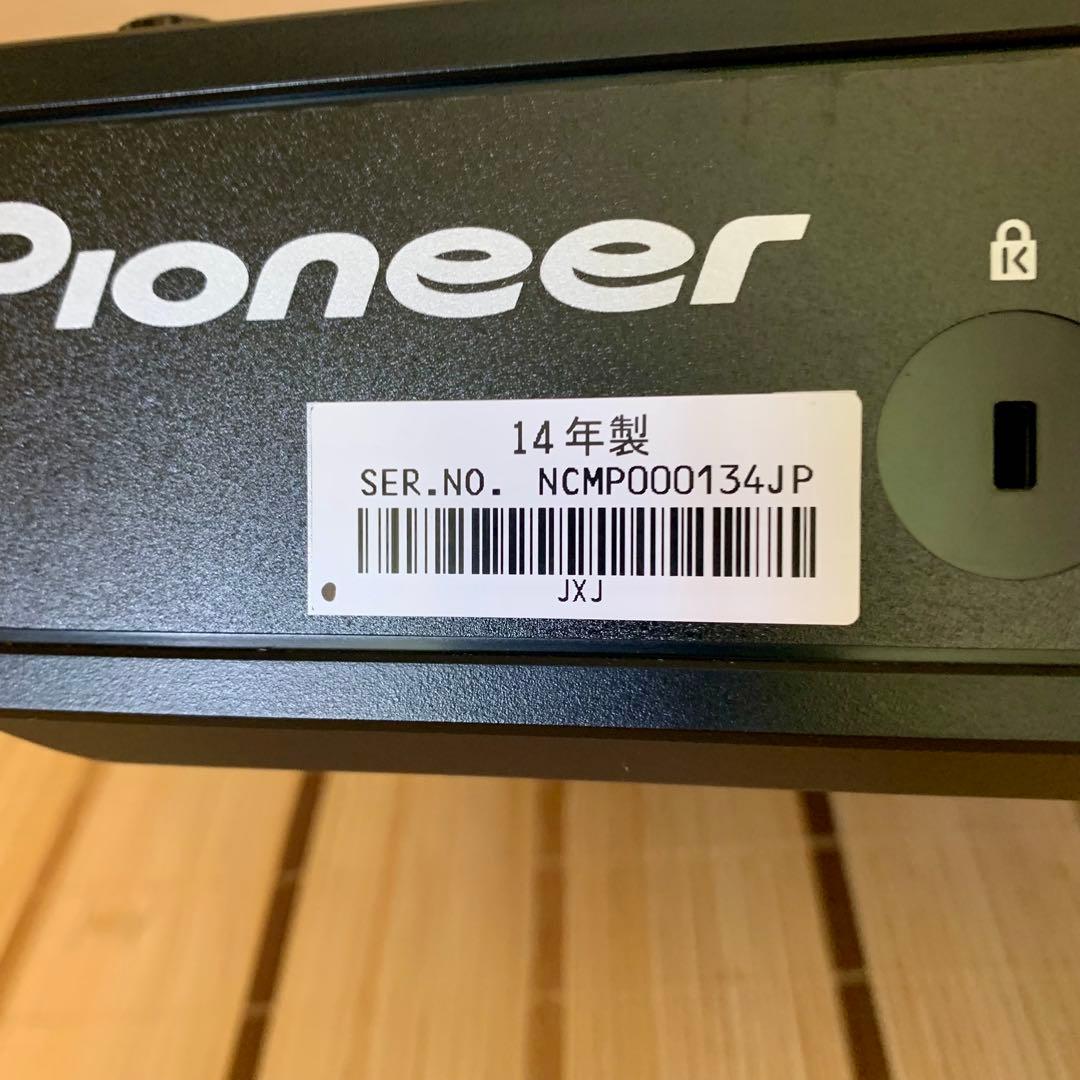 Pioneer
K
14年製
SER.NO. NCMP000134JP
JXJ